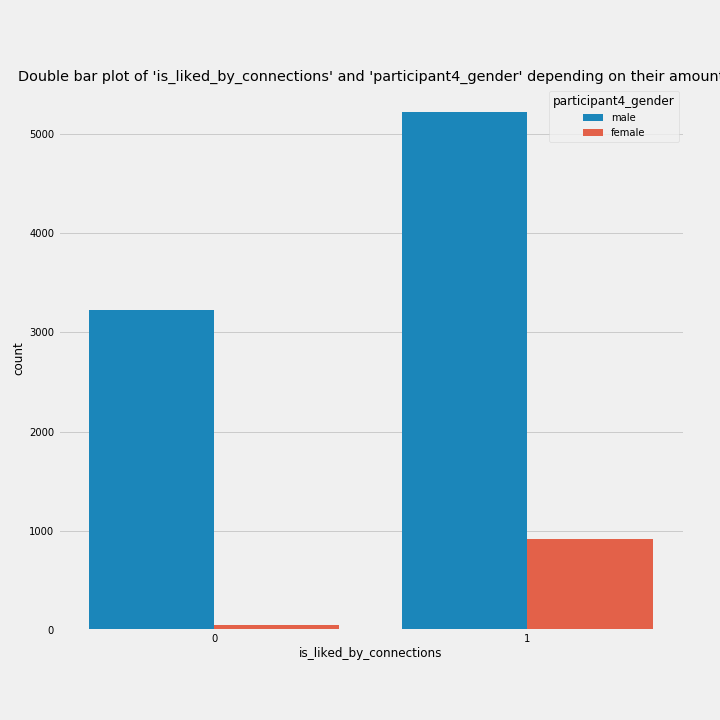 Double bar plot of 'is_liked_by_connections' and 'participant4_gender' depending on their amount
participant4_gender
male
female
5000
4000
3000
2000
1000
0
count
0 1
is_liked_by_connections